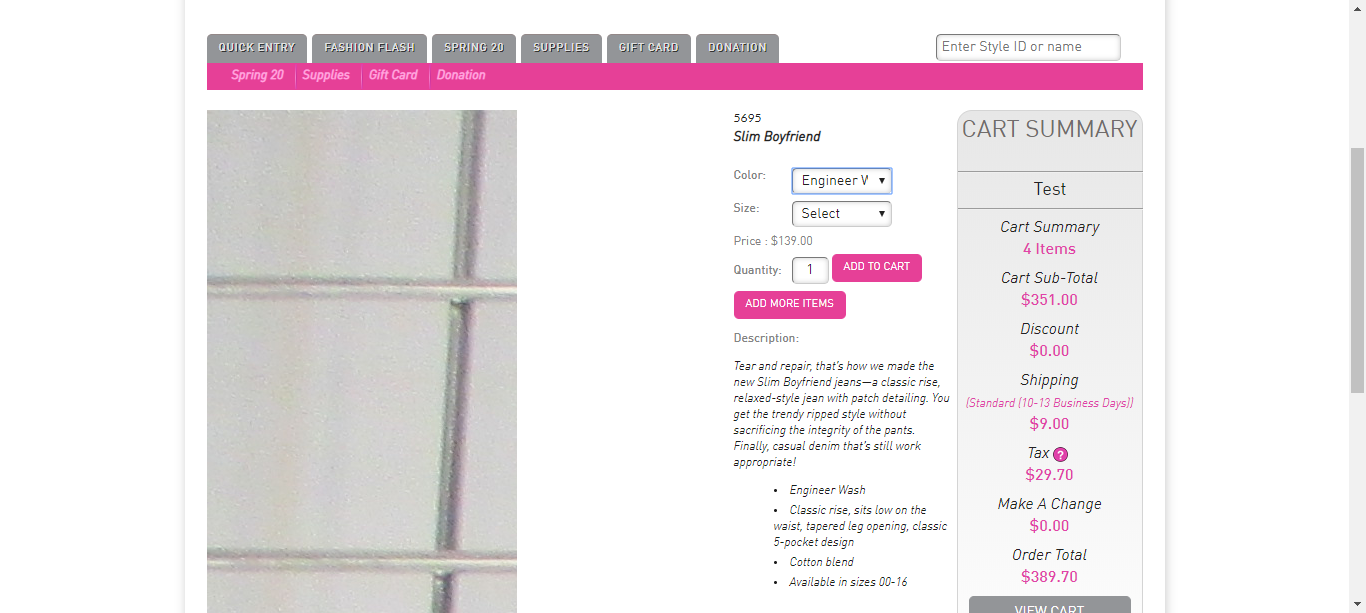 QUICK ENTRY
FASHION FLASH
SPRING 20
SUPPLIES
GIFT CARD
DONATION
Enter Style ID or name
Spring 20
Supplies
Gift Card
Donation
5695
Slim Boyfriend
Color:
Engineer W
Size:
Select
Price : $139.00
Quantity:
1
ADD TO CART
ADD MORE ITEMS
Description:
Tear and repair, that's how we made the
new Slim Boyfriend jeans—a classic rise,
relaxed-style jean with patch detailing. You
get the trendy ripped style without
sacrificing the integrity of the pants.
Finally, casual denim that's still work
appropriate!
• Engineer Wash
• Classic rise, sits low on the
waist, tapered leg opening, classic
5-pocket design
• Cotton blend
• Available in sizes 00-16
CART SUMMARY
Test
Cart Summary
4 Items
Cart Sub-Total
$351.00
Discount
$0.00
Shipping
(Standard (10-13 Business Days))
$9.00
Tax ?
$29.70
Make A Change
$0.00
Order Total
$389.70
VIEW CART